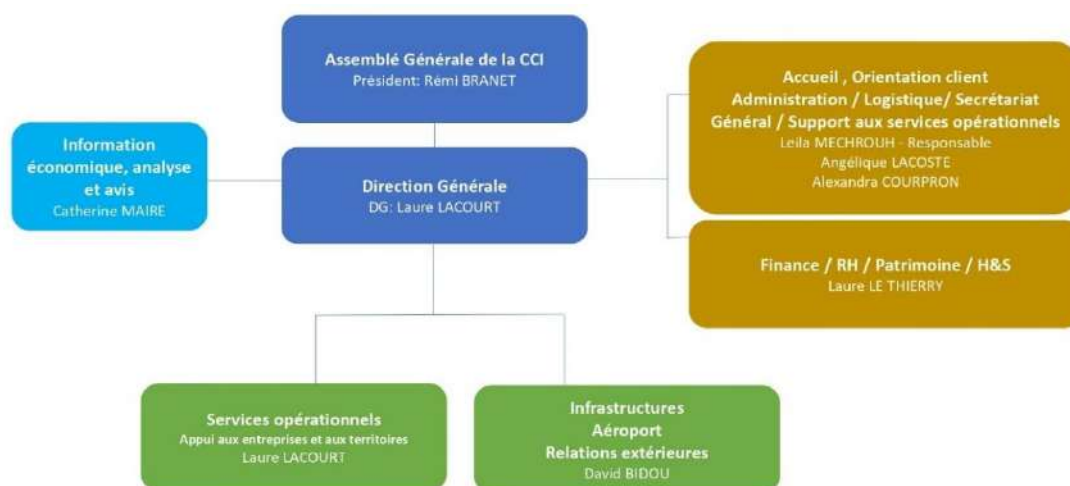 Assemblé Générale de la CCI
Président: Rémi BRANET
Accueil , Orientation client
Administration / Logistique/ Secrétariat
Général / Support aux services opérationnels
Leila MECHROUH - Responsable
Angélique LACOSTE
Alexandra COURPRON
Information
économique, analyse
et avis
Catherine MAIRE
Direction Générale
DG: Laure LACOURT
Finance / RH / Patrimoine / H&S
Laure LE THIERRY
Services opérationnels
Appui aux entreprises et aux territoires
Laure LACOURT
Infrastructures
Aéroport
Relations extérieures
David BIDOU